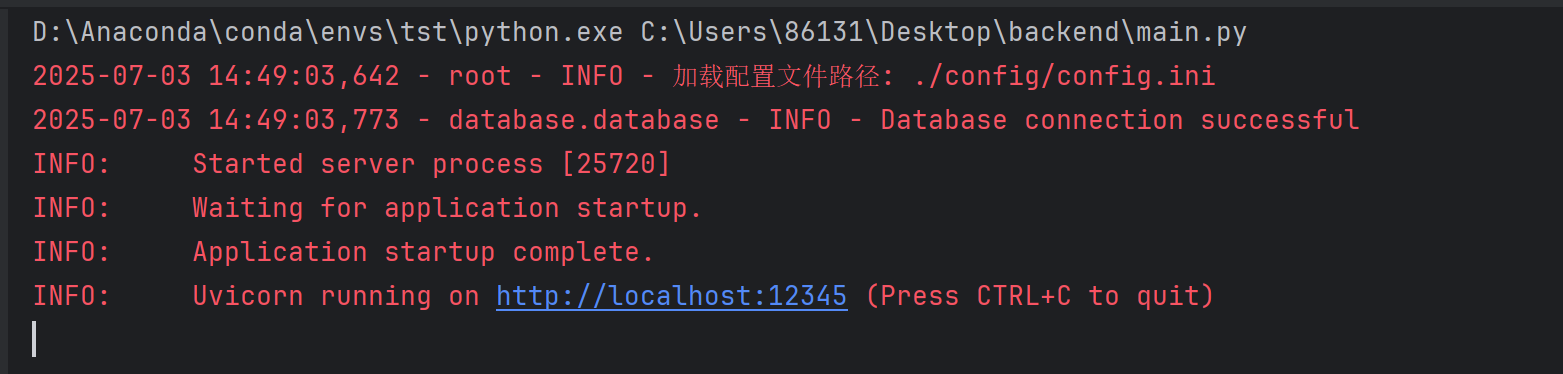 D:\Anaconda\conda\envs\tst\python.exe C:\Users\86131\Desktop\backend\main.py
2025-07-03 14:49:03,642 - root - INFO - 加载配置文件路径: ./config/config.ini
2025-07-03 14:49:03,773 - database.database - INFO - Database connection successful
INFO:     Started server process [25720]
INFO:     Waiting for application startup.
INFO:     Application startup complete.
INFO:     Uvicorn running on http://localhost:12345 (Press CTRL+C to quit)